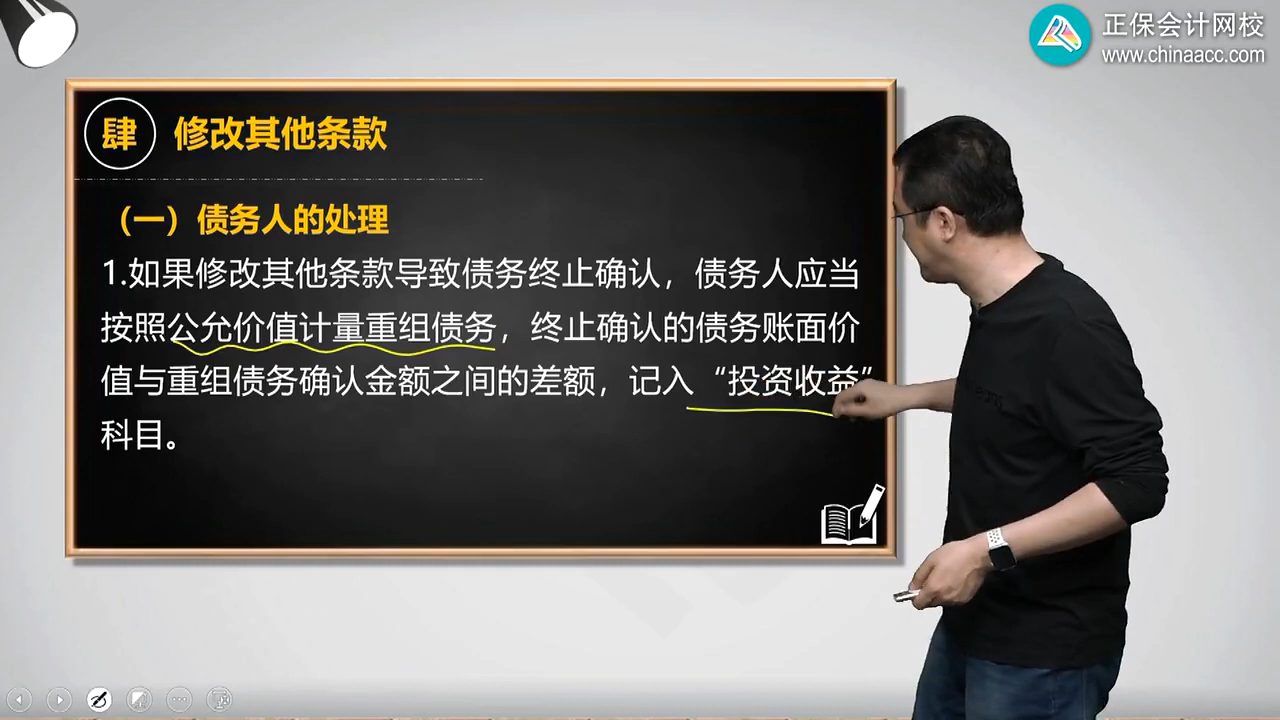 正保会计网校
www.chinaacc.com
肆 修改其他条款
（一）债务人的处理
1.如果修改其他条款导致债务终止确认，债务人应当
按照公允价值计量重组债务，终止确认的债务账面价
值与重组债务确认金额之间的差额，记入“投资收益”
科目。